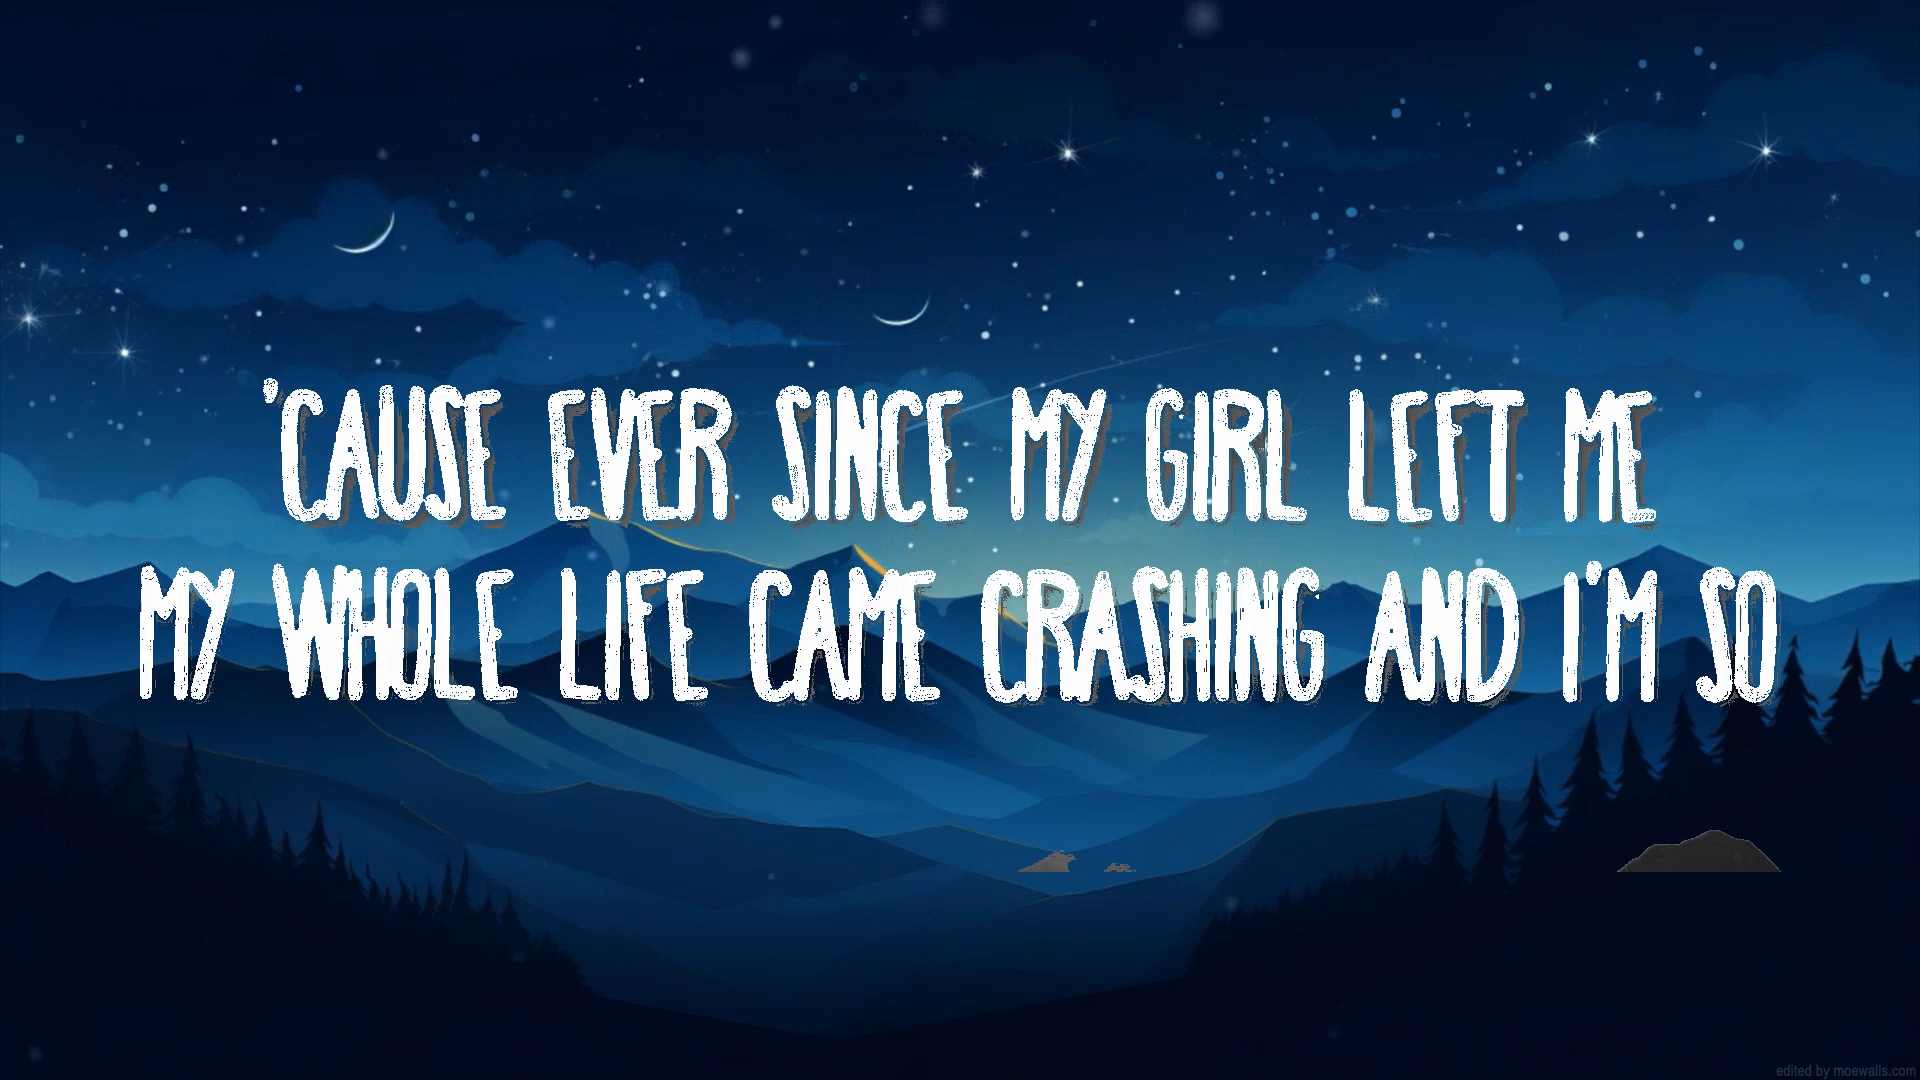 'CAUSE EVER SINCE MY GIRL LEFT ME
MY WHOLE LIFE CAME CRASHING AND I'M SO
edited by moewalls.com